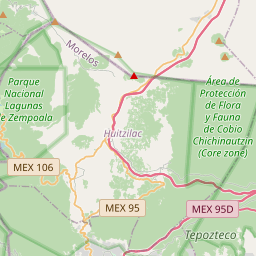 Morelos
Parque
Nacional
Lagunas
de Zempoala
Área de
Protección
de Flora
y Fauna
de Cobio
Chichinautzin
(Core zone)
Huitzilac
MEX 106
MEX 95
MEX 95D
Tepozteco